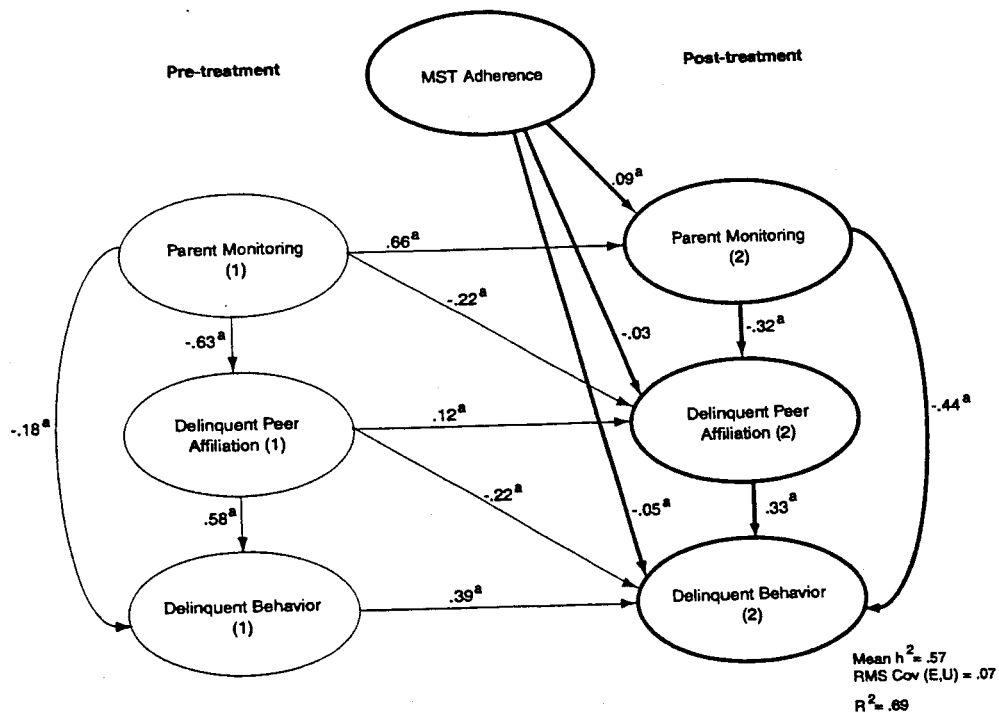 Pre-treatment
MST Adherence
Post-treatment
.09a
Parent Monitoring
(1)
.66a
Parent Monitoring
(2)
-.22a
-.63a
-.03
-.32a
-.18a
Delinquent Peer
Affiliation (1)
.12a
Delinquent Peer
Affiliation (2)
-.44a
-.22a
-.05a
.58a
.33a
Delinquent Behavior
(1)
.39a
Delinquent Behavior
(2)
Mean h2= .57
RMS Cov (E,U) = .07
R2= .69